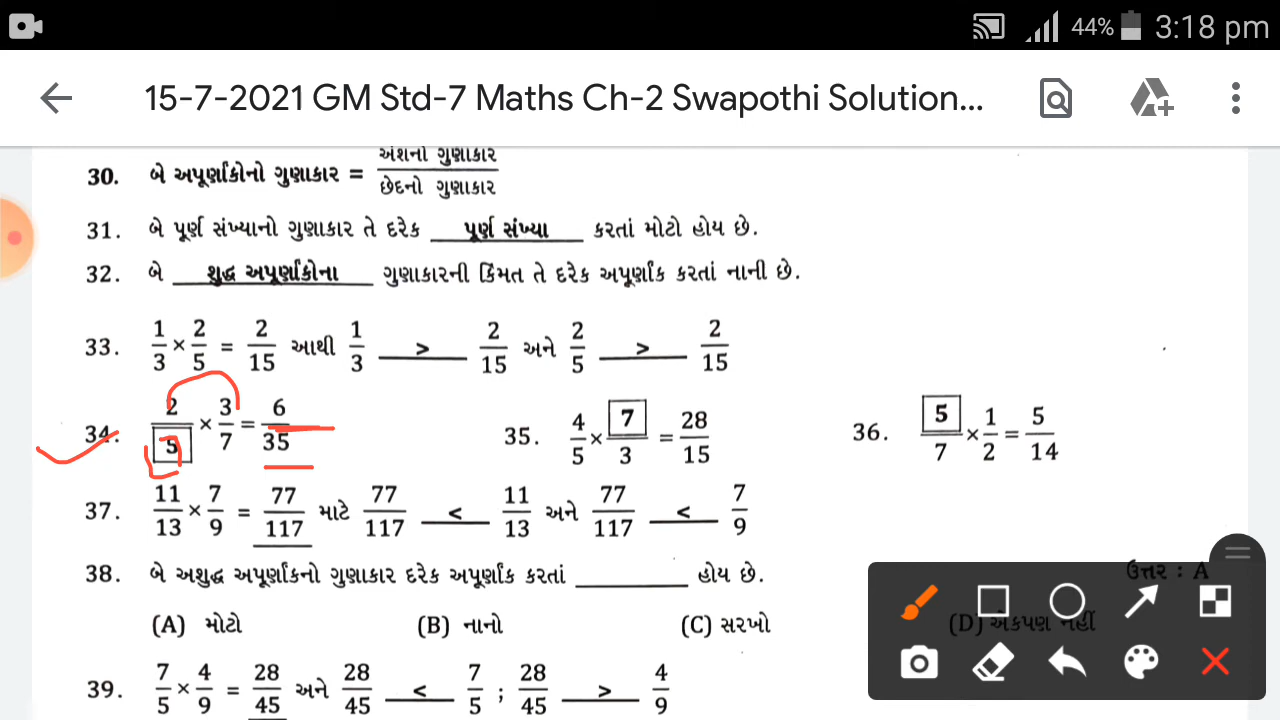 44% 3:18 pm
15-7-2021 GM Std-7 Maths Ch-2 Swapothi Solution...
30. બે અપૂર્ણાંકોનો ગુણાકાર = અંશનો ગુણાકાર / છેદનો ગુણાકાર
31. બે પૂર્ણ સંખ્યાનો ગુણાકાર તે દરેક પૂર્ણ સંખ્યા કરતાં મોટો હોય છે.
32. બે શુદ્ધ અપૂર્ણાંકોના ગુણાકારની કિંમત તે દરેક અપૂર્ણાંક કરતાં નાની છે.
33. 1/3 × 2/5 = 2/15 આથી 1/3 > 2/15 અને 2/5 > 2/15
34. 2/5 × 3/7 = 6/35 35. 4/5 × 7/3 = 28/15 36. 5/7 × 1/2 = 5/14
37. 11/13 × 7/9 = 77/117 માટે 77/117 < 11/13 અને 77/117 < 7/9
38. બે અશુદ્ધ અપૂર્ણાંકનો ગુણાકાર દરેક અપૂર્ણાંક કરતાં ________ હોય છે. ઉત્તર : A
(A) મોટો (B) નાનો (C) સરખો (D) એકપણ નહીં
39. 7/5 × 4/9 = 28/45 અને 28/45 < 7/5 ; 28/45 > 4/9